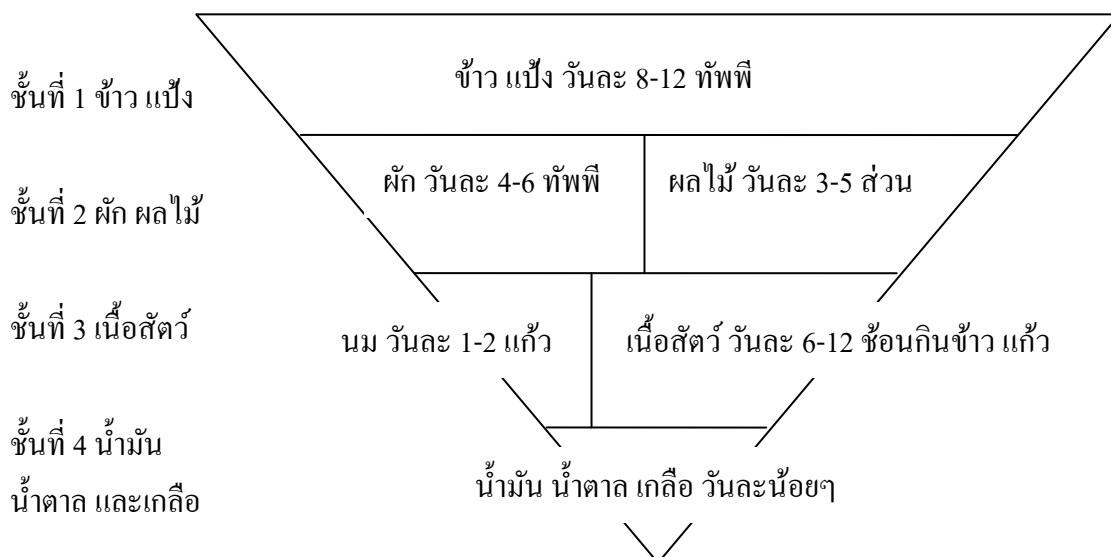 ชั้นที่ 1 ข้าว แป้ง
ข้าว แป้ง วันละ 8-12 ทัพพี
ชั้นที่ 2 ผัก ผลไม้
ผัก วันละ 4-6 ทัพพี
ผลไม้ วันละ 3-5 ส่วน
ชั้นที่ 3 เนื้อสัตว์
นม วันละ 1-2 แก้ว
เนื้อสัตว์ วันละ 6-12 ช้อนกินข้าว แก้ว
ชั้นที่ 4 น้ำมัน
น้ำตาล และเกลือ
น้ำมัน น้ำตาล เกลือ วันละน้อยๆ